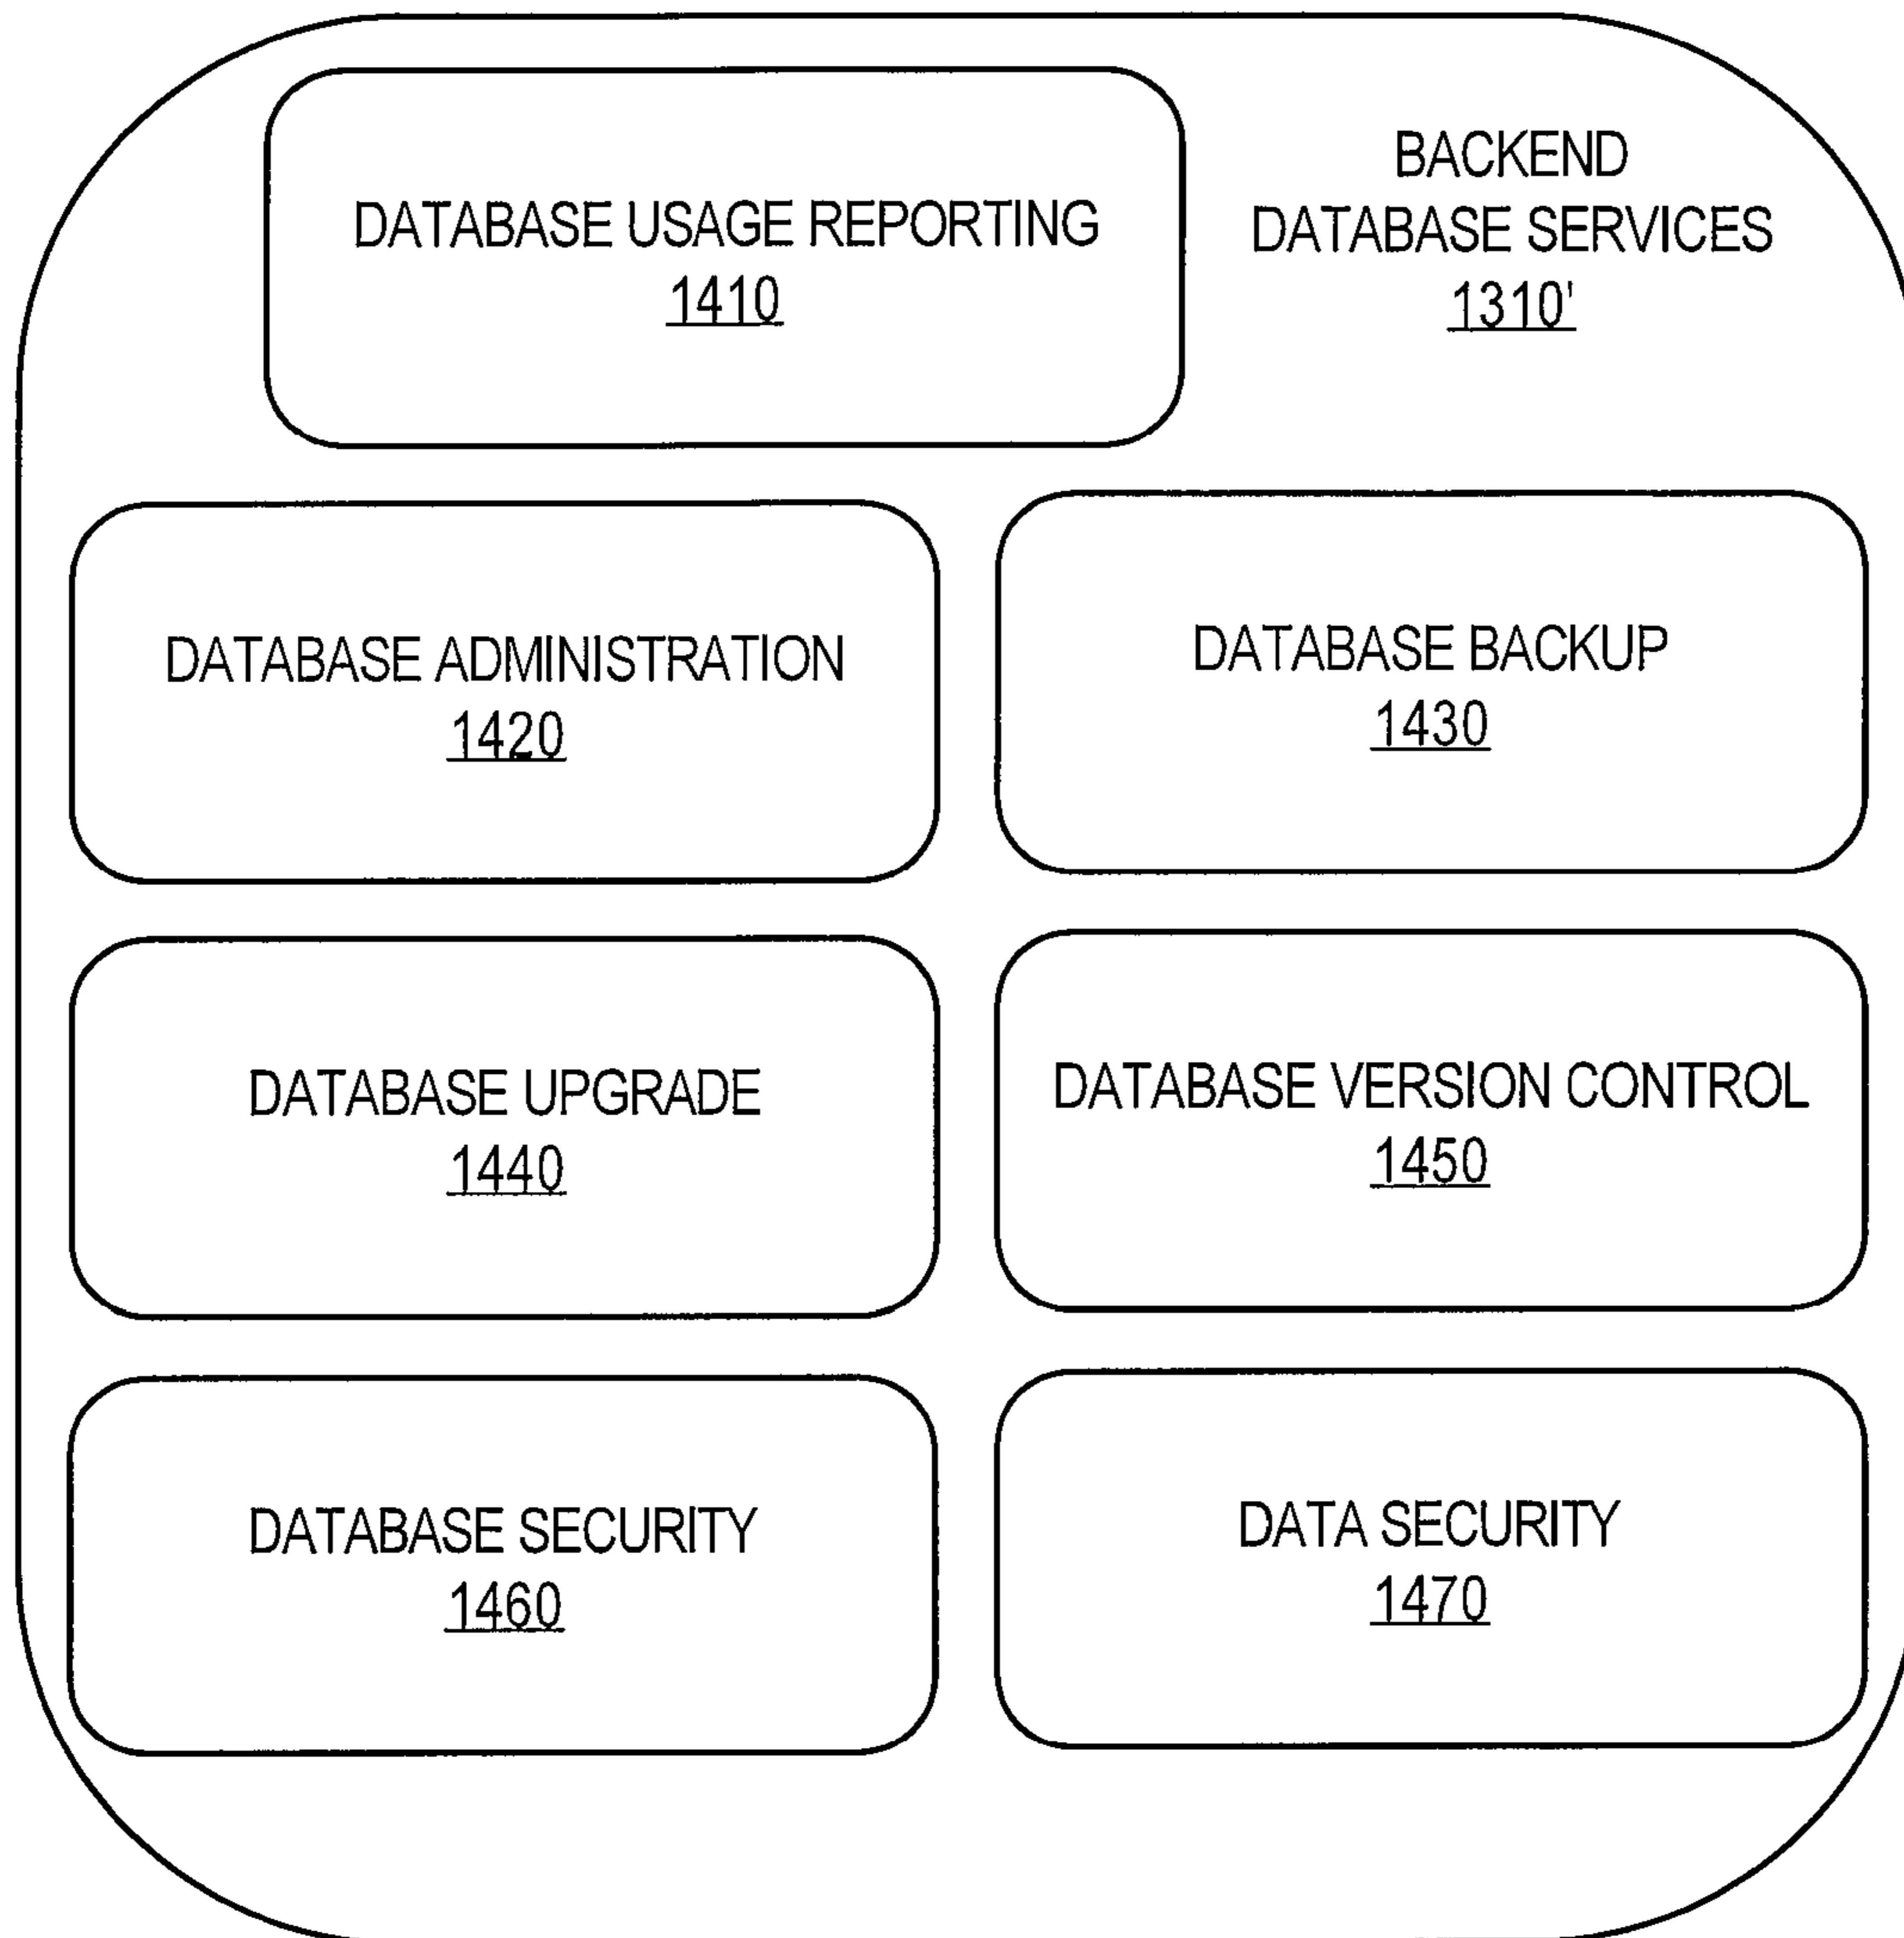 DATABASE USAGE REPORTING
1410
BACKEND
DATABASE SERVICES
1310'
DATABASE ADMINISTRATION
1420
DATABASE BACKUP
1430
DATABASE UPGRADE
1440
DATABASE VERSION CONTROL
1450
DATABASE SECURITY
1460
DATA SECURITY
1470